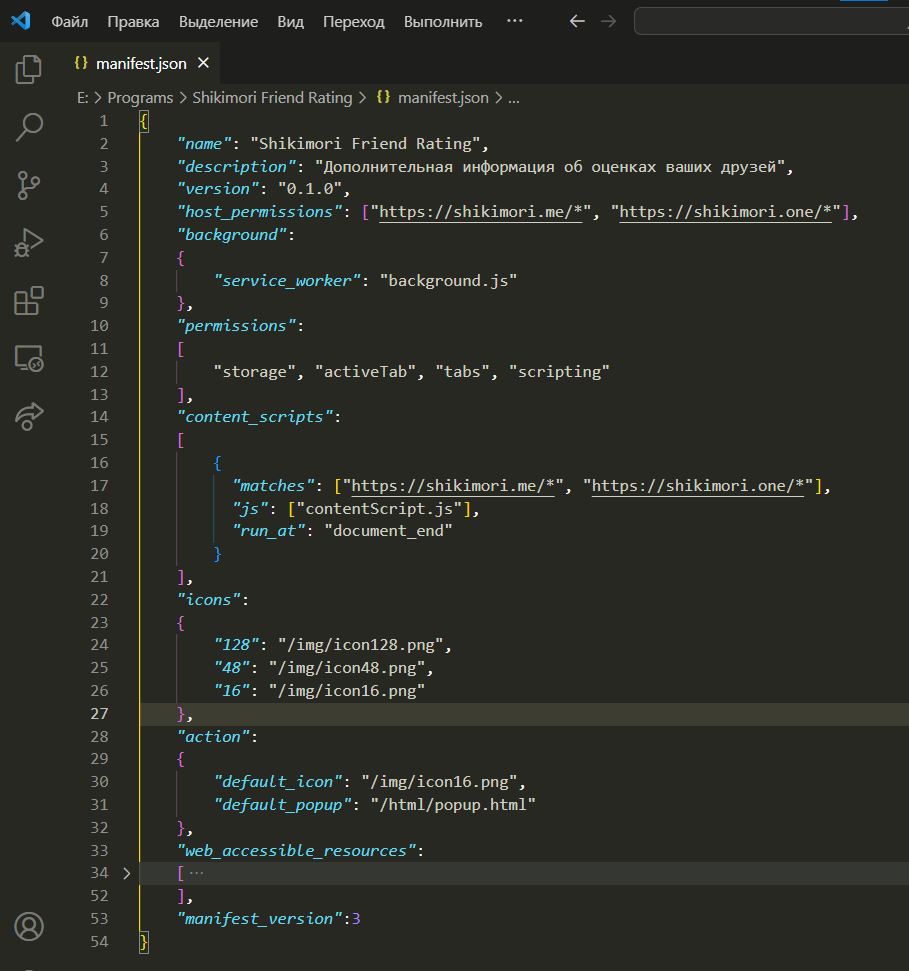 Файл Правка Выделение Вид Переход Выполнить ···
{} manifest.json ×
E: > Programs > Shikimori Friend Rating > {} manifest.json > ...
1 {
2 "name": "Shikimori Friend Rating",
3 "description": "Дополнительная информация об оценках ваших друзей",
4 "version": "0.1.0",
5 "host_permissions": ["https://shikimori.me/*", "https://shikimori.one/*"],
6 "background":
7 {
8 "service_worker": "background.js"
9 },
10 "permissions":
11 [
12 "storage", "activeTab", "tabs", "scripting"
13 ],
14 "content_scripts":
15 [
16 {
17 "matches": ["https://shikimori.me/*", "https://shikimori.one/*"],
18 "js": ["contentScript.js"],
19 "run_at": "document_end"
20 }
21 ],
22 "icons":
23 {
24 "128": "/img/icon128.png",
25 "48": "/img/icon48.png",
26 "16": "/img/icon16.png"
27 },
28 "action":
29 {
30 "default_icon": "/img/icon16.png",
31 "default_popup": "/html/popup.html"
32 },
33 "web_accessible_resources":
34 [ ···
52 ],
53 "manifest_version":3
54 }